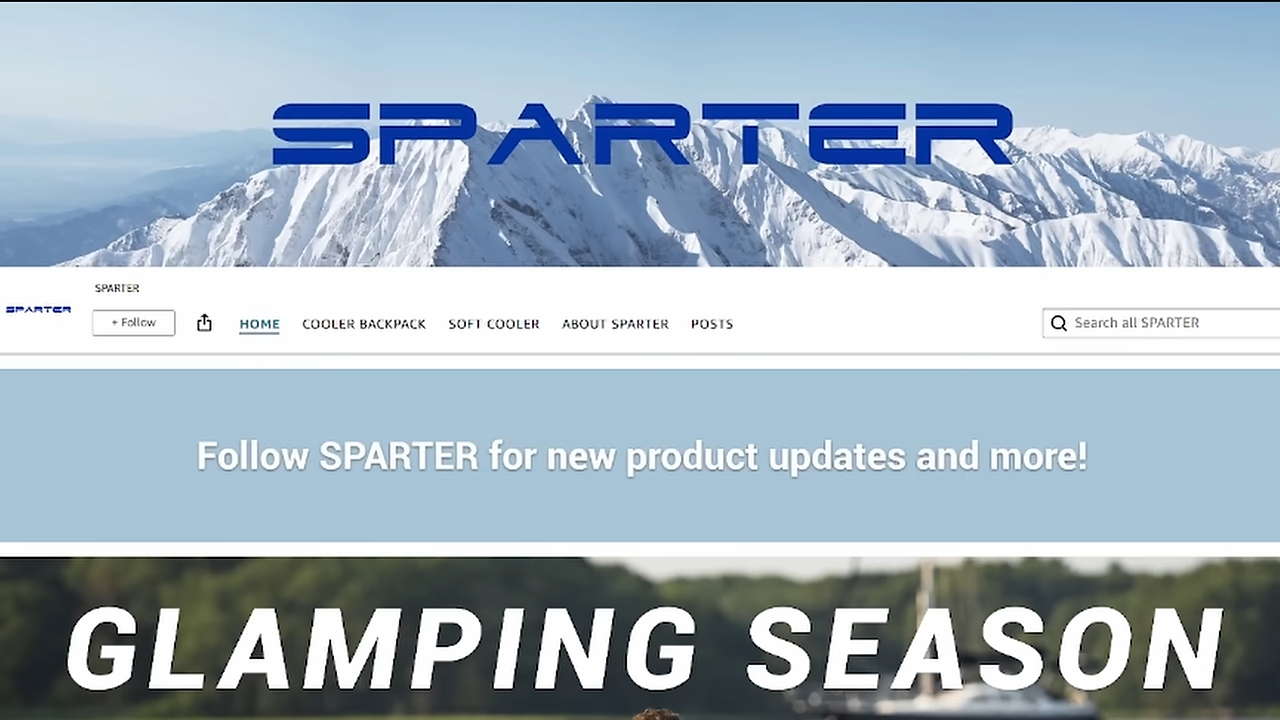 SPARTER
SPARTER
SPARTER
+ Follow
HOME
COOLER BACKPACK
SOFT COOLER
ABOUT SPARTER
POSTS
Search all SPARTER
Follow SPARTER for new product updates and more!
GLAMPING SEASON